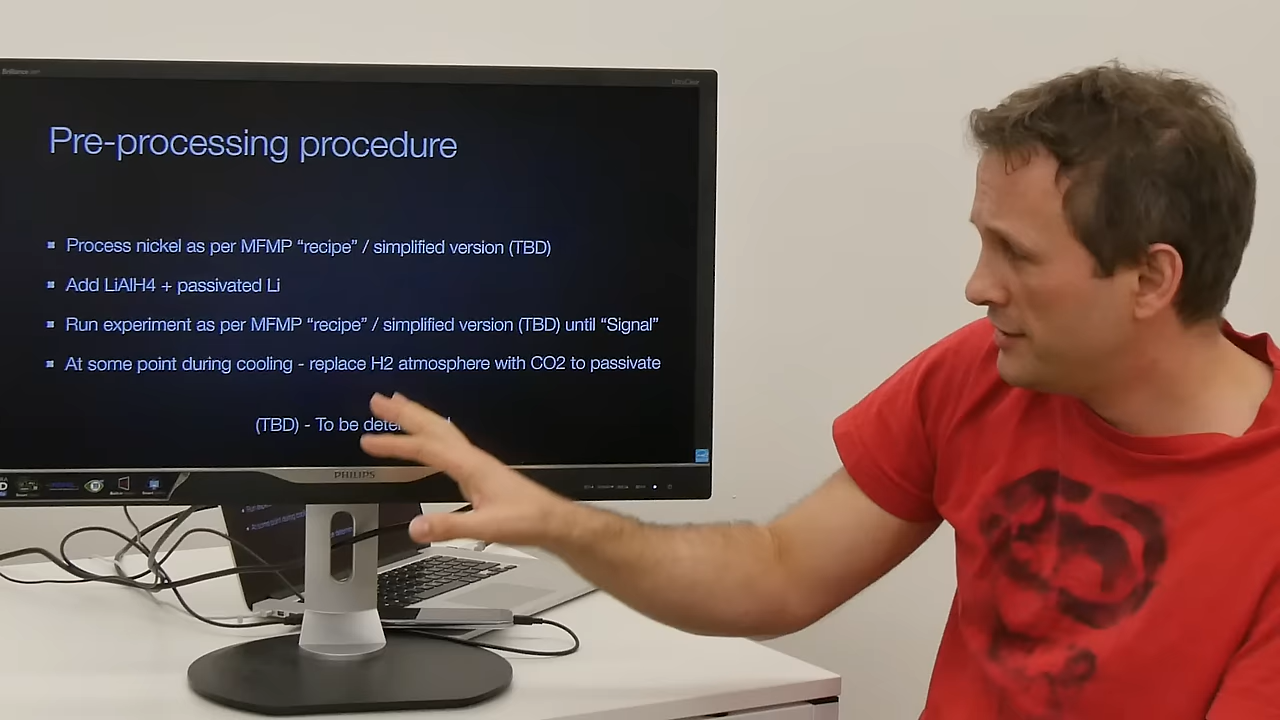 Brilliance
UltraClear
Pre-processing procedure
Process nickel as per MFMP “recipe” / simplified version (TBD)
Add LiAlH4 + passivated Li
Run experiment as per MFMP “recipe” / simplified version (TBD) until “Signal”
At some point during cooling - replace H2 atmosphere with CO2 to passivate
(TBD) - To be
PHILIPS